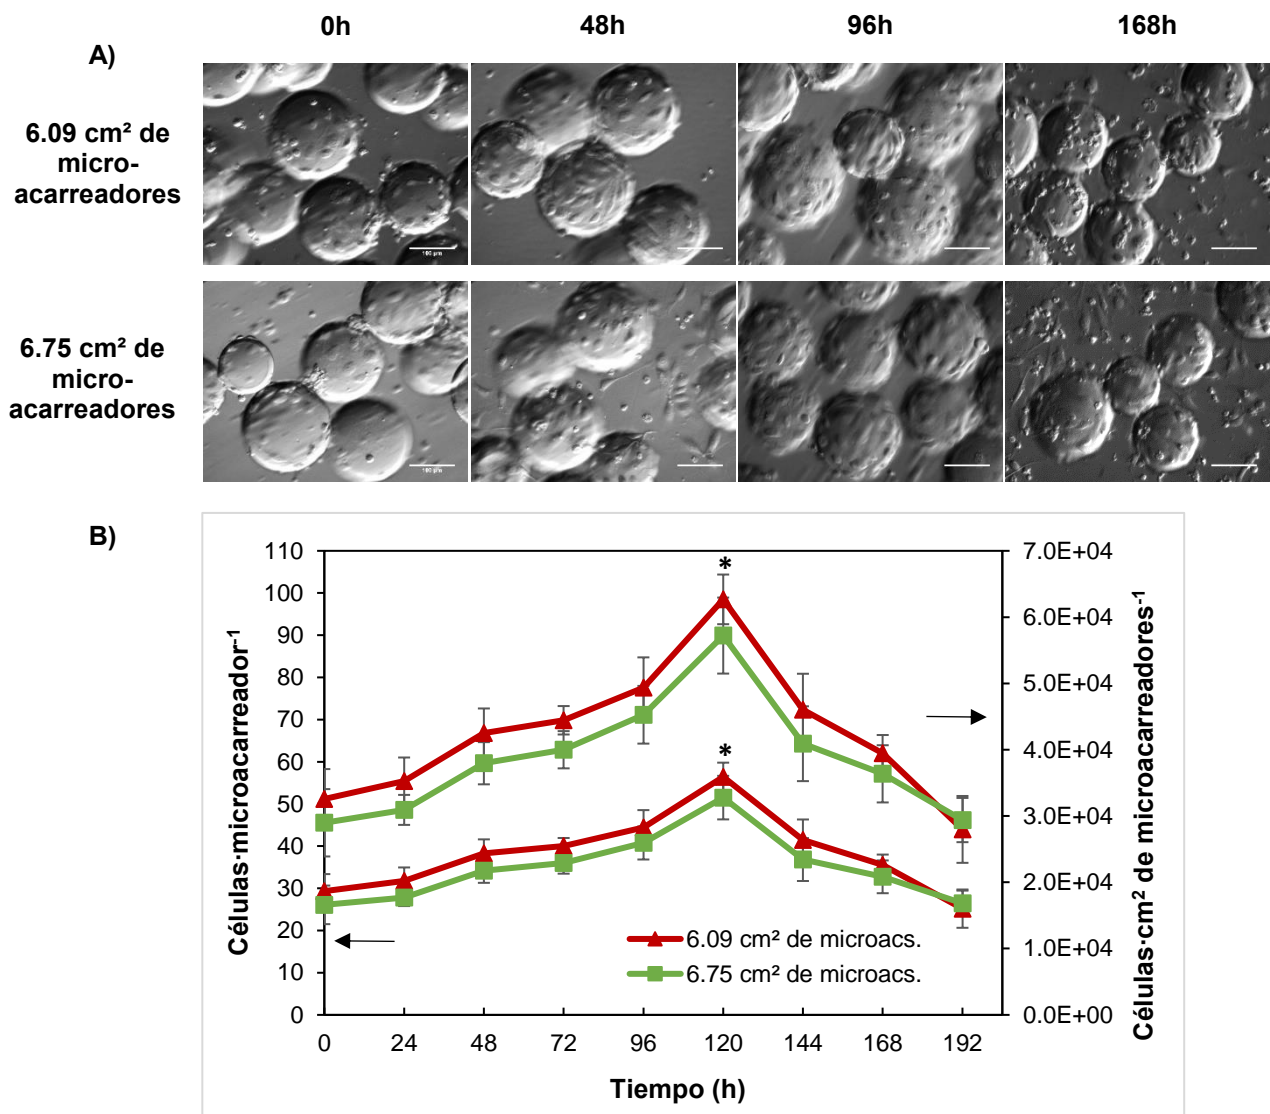 0h
48h
96h
168h
A)
6.09 cm² de
micro-
acarreadores
100 µm
6.75 cm² de
micro-
acarreadores
100 µm
B)
110
100
90
80
70
60
50
40
30
20
10
0
Células·microacarreador⁻¹
7.0E+04
6.0E+04
5.0E+04
4.0E+04
3.0E+04
2.0E+04
1.0E+04
0.0E+00
Células·cm² de microacarreadores⁻¹
*
*
6.09 cm² de microacs.
6.75 cm² de microacs.
0 24 48 72 96 120 144 168 192
Tiempo (h)